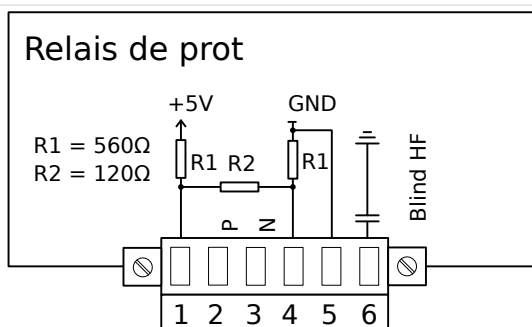 Relais de prot
+5V
GND
R1 = 560Ω
R2 = 120Ω
R1
R2
R1
Blind HF
P
N
1 2 3 4 5 6